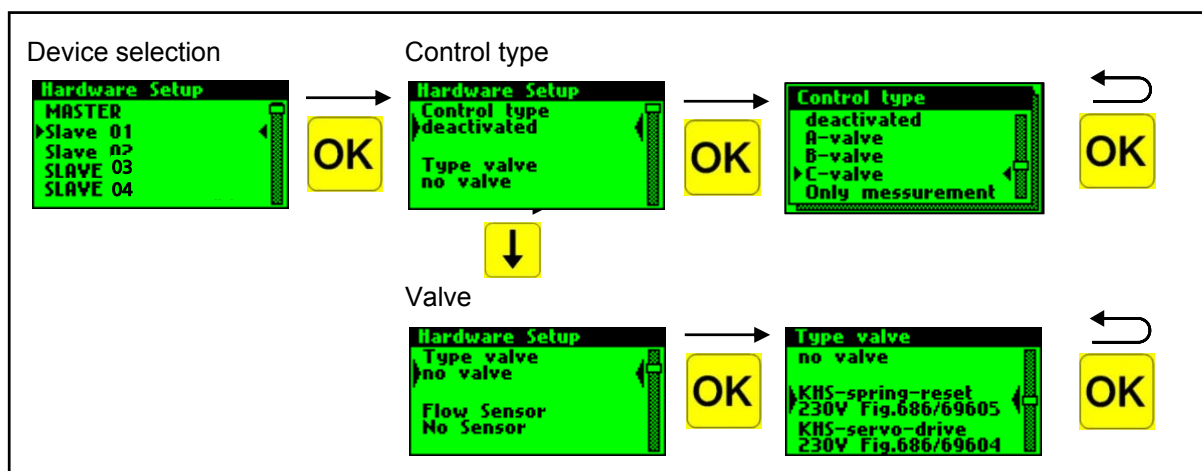 Device selection
Control type
Hardware Setup
MASTER
Slave 01
Slave 02
SLAVE 03
SLAVE 04
OK
Hardware Setup
Control type
deactivated
Type valve
no valve
OK
Control type
deactivated
A-valve
B-valve
C-valve
Only messurement
OK
Valve
Hardware Setup
Type valve
no valve
Flow Sensor
No Sensor
OK
Type valve
no valve
KHS-spring-reset
230V Fig.686/69605
KHS-servo-drive
230V Fig.686/69604
OK